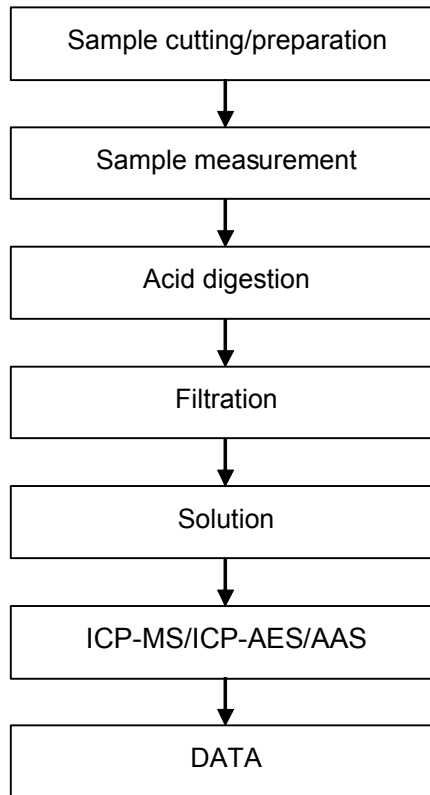 Sample cutting/preparation
Sample measurement
Acid digestion
Filtration
Solution
ICP-MS/ICP-AES/AAS
DATA